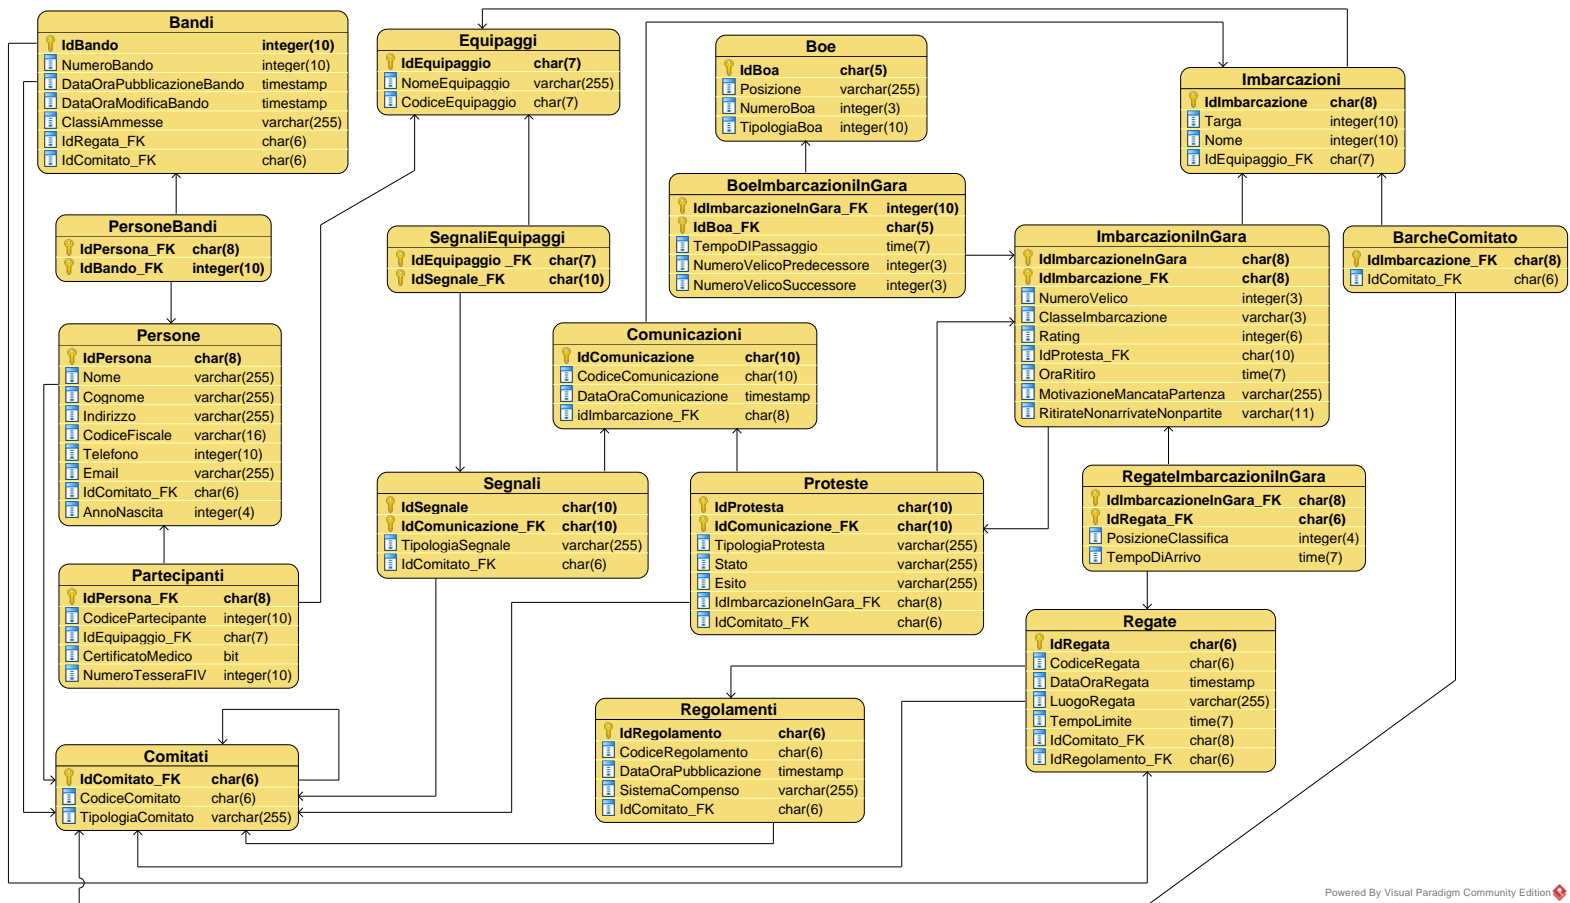 Bandi
IdBando integer(10)
NumeroBando integer(10)
DataOraPubblicazioneBando timestamp
DataOraModificaBando timestamp
ClassiAmmesse varchar(255)
IdRegata_FK char(6)
IdComitato_FK char(6)
Equipaggi
IdEquipaggio char(7)
NomeEquipaggio varchar(255)
CodiceEquipaggio char(7)
Boe
IdBoa char(5)
Posizione varchar(255)
NumeroBoa integer(3)
TipologiaBoa integer(10)
Imbarcazioni
IdImbarcazione char(8)
Targa integer(10)
Nome integer(10)
IdEquipaggio_FK char(7)
PersoneBandi
IdPersona_FK char(8)
IdBando_FK integer(10)
SegnaliEquipaggi
IdEquipaggio _FK char(7)
IdSegnale_FK char(10)
BoeImbarcazioniInGara
IdImbarcazioneInGara_FK integer(10)
IdBoa_FK char(5)
TempoDIPassaggio time(7)
NumeroVelicoPredecessore integer(3)
NumeroVelicoSuccessore integer(3)
ImbarcazioniInGara
IdImbarcazioneInGara char(8)
IdImbarcazione_FK char(8)
NumeroVelico integer(3)
ClasseImbarcazione varchar(3)
Rating integer(6)
IdProtesta_FK char(10)
OraRitiro time(7)
MotivazioneMancataPartenza varchar(255)
RitirateNonarrivateNonpartite varchar(11)
BarcheComitato
IdImbarcazione_FK char(8)
IdComitato_FK char(6)
Persone
IdPersona char(8)
Nome varchar(255)
Cognome varchar(255)
Indirizzo varchar(255)
CodiceFiscale varchar(16)
Telefono integer(10)
Email varchar(255)
IdComitato_FK char(6)
AnnoNascita integer(4)
Comunicazioni
IdComunicazione char(10)
CodiceComunicazione char(10)
DataOraComunicazione timestamp
idImbarcazione_FK char(8)
Segnali
IdSegnale char(10)
IdComunicazione_FK char(10)
TipologiaSegnale varchar(255)
IdComitato_FK char(6)
Proteste
IdProtesta char(10)
IdComunicazione_FK char(10)
TipologiaProtesta varchar(255)
Stato varchar(255)
Esito varchar(255)
IdImbarcazioneInGara_FK char(8)
IdComitato_FK char(6)
RegateImbarcazioniInGara
IdImbarcazioneInGara_FK char(8)
IdRegata_FK char(6)
PosizioneClassifica integer(4)
TempoDiArrivo time(7)
Partecipanti
IdPersona_FK char(8)
CodicePartecipante integer(10)
IdEquipaggio_FK char(7)
CertificatoMedico bit
NumeroTesseraFIV integer(10)
Regate
IdRegata char(6)
CodiceRegata char(6)
DataOraRegata timestamp
LuogoRegata varchar(255)
TempoLimite time(7)
IdComitato_FK char(8)
IdRegolamento_FK char(6)
Regolamenti
IdRegolamento char(6)
CodiceRegolamento char(6)
DataOraPubblicazione timestamp
SistemaCompenso varchar(255)
IdComitato_FK char(6)
Comitati
IdComitato_FK char(6)
CodiceComitato char(6)
TipologiaComitato varchar(255)
Powered By Visual Paradigm Community Edition